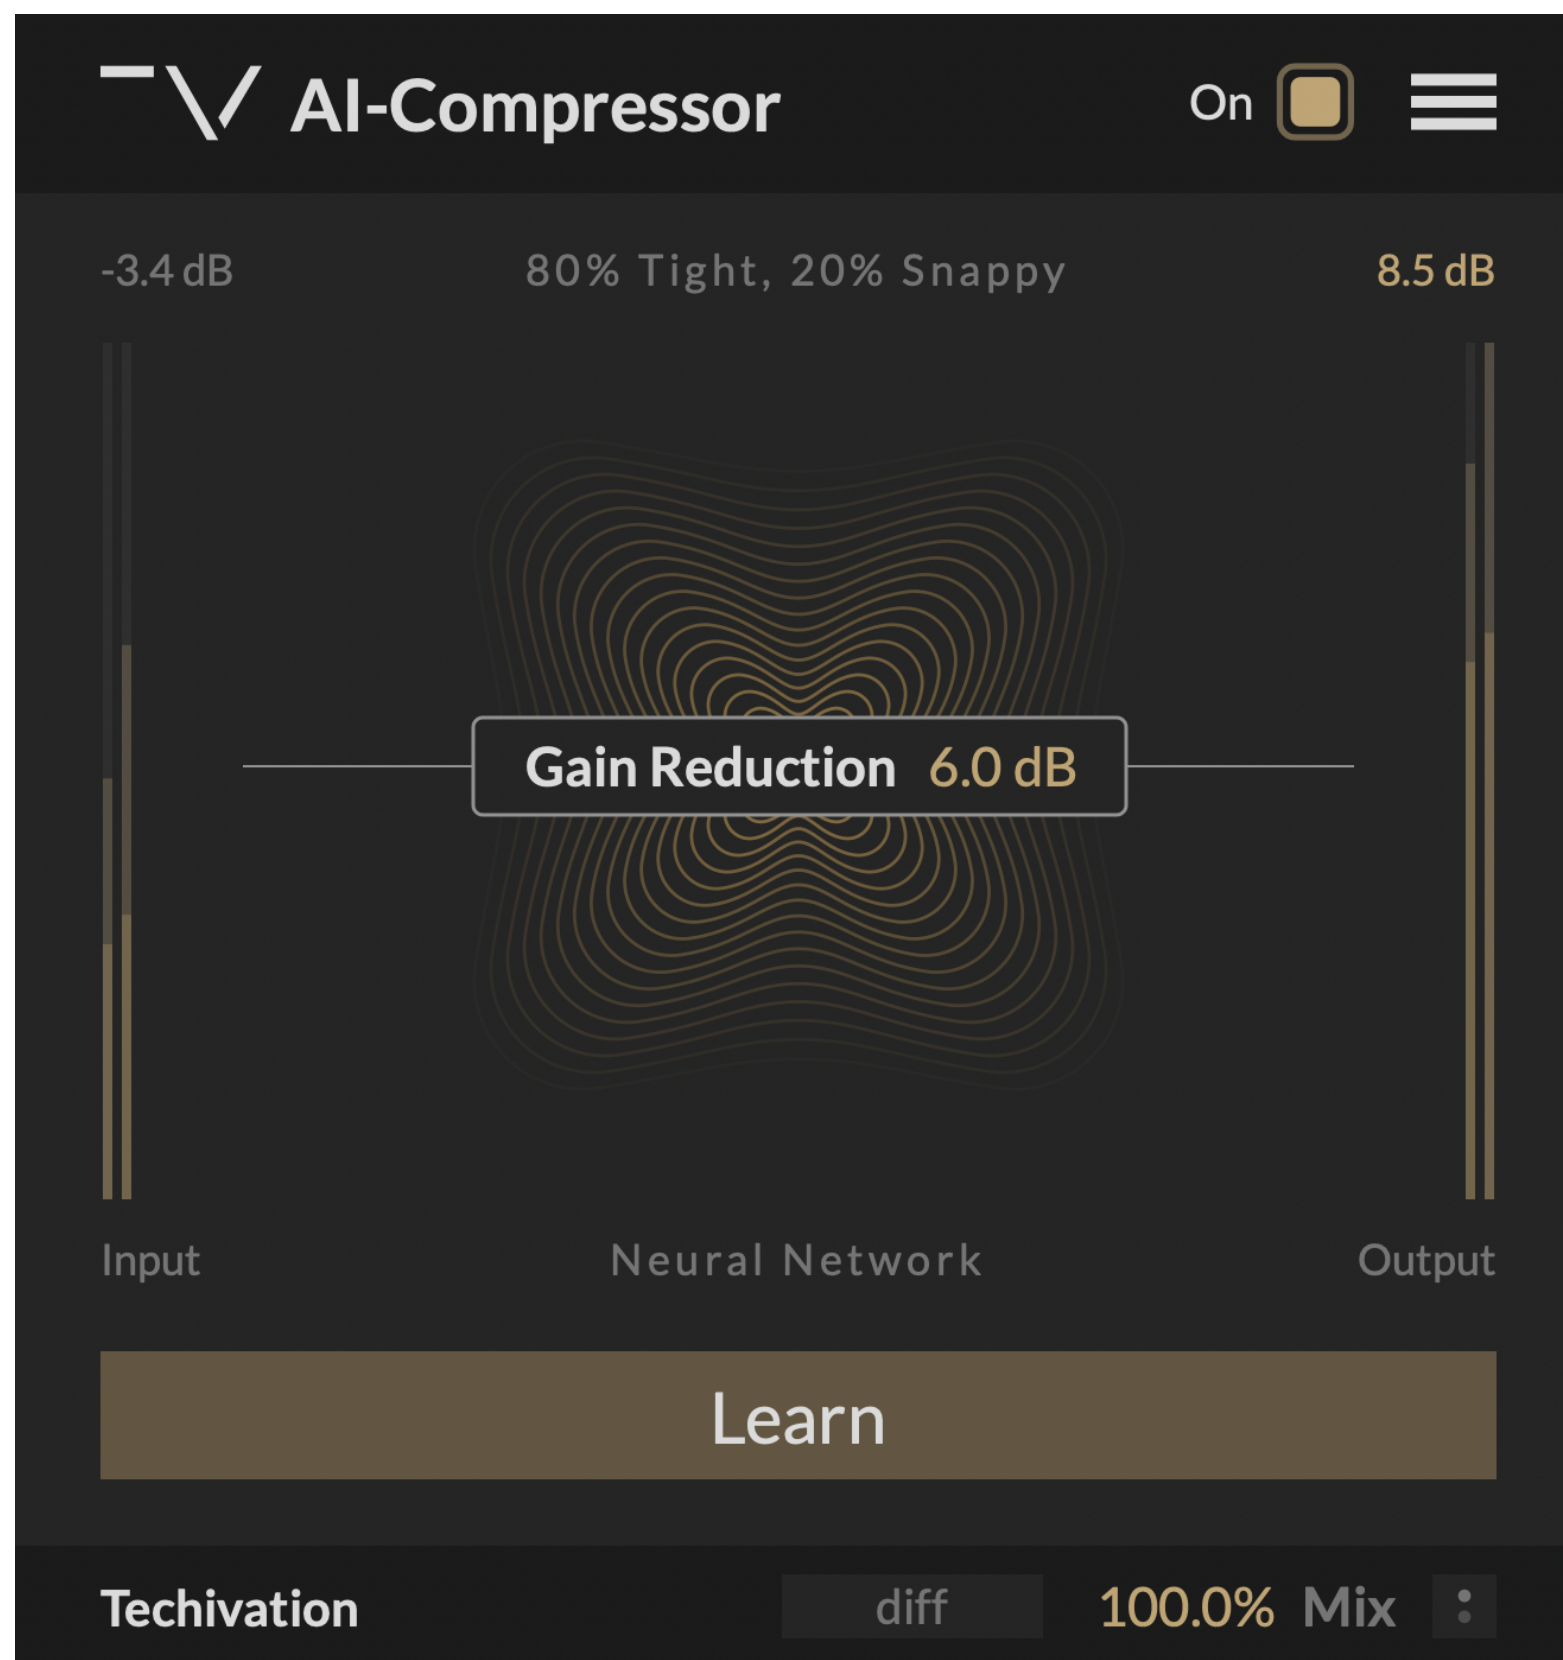 AI-Compressor On
-3.4 dB 80% Tight, 20% Snappy 8.5 dB
Gain Reduction 6.0 dB
Input Neural Network Output
Learn
Techivation diff 100.0% Mix